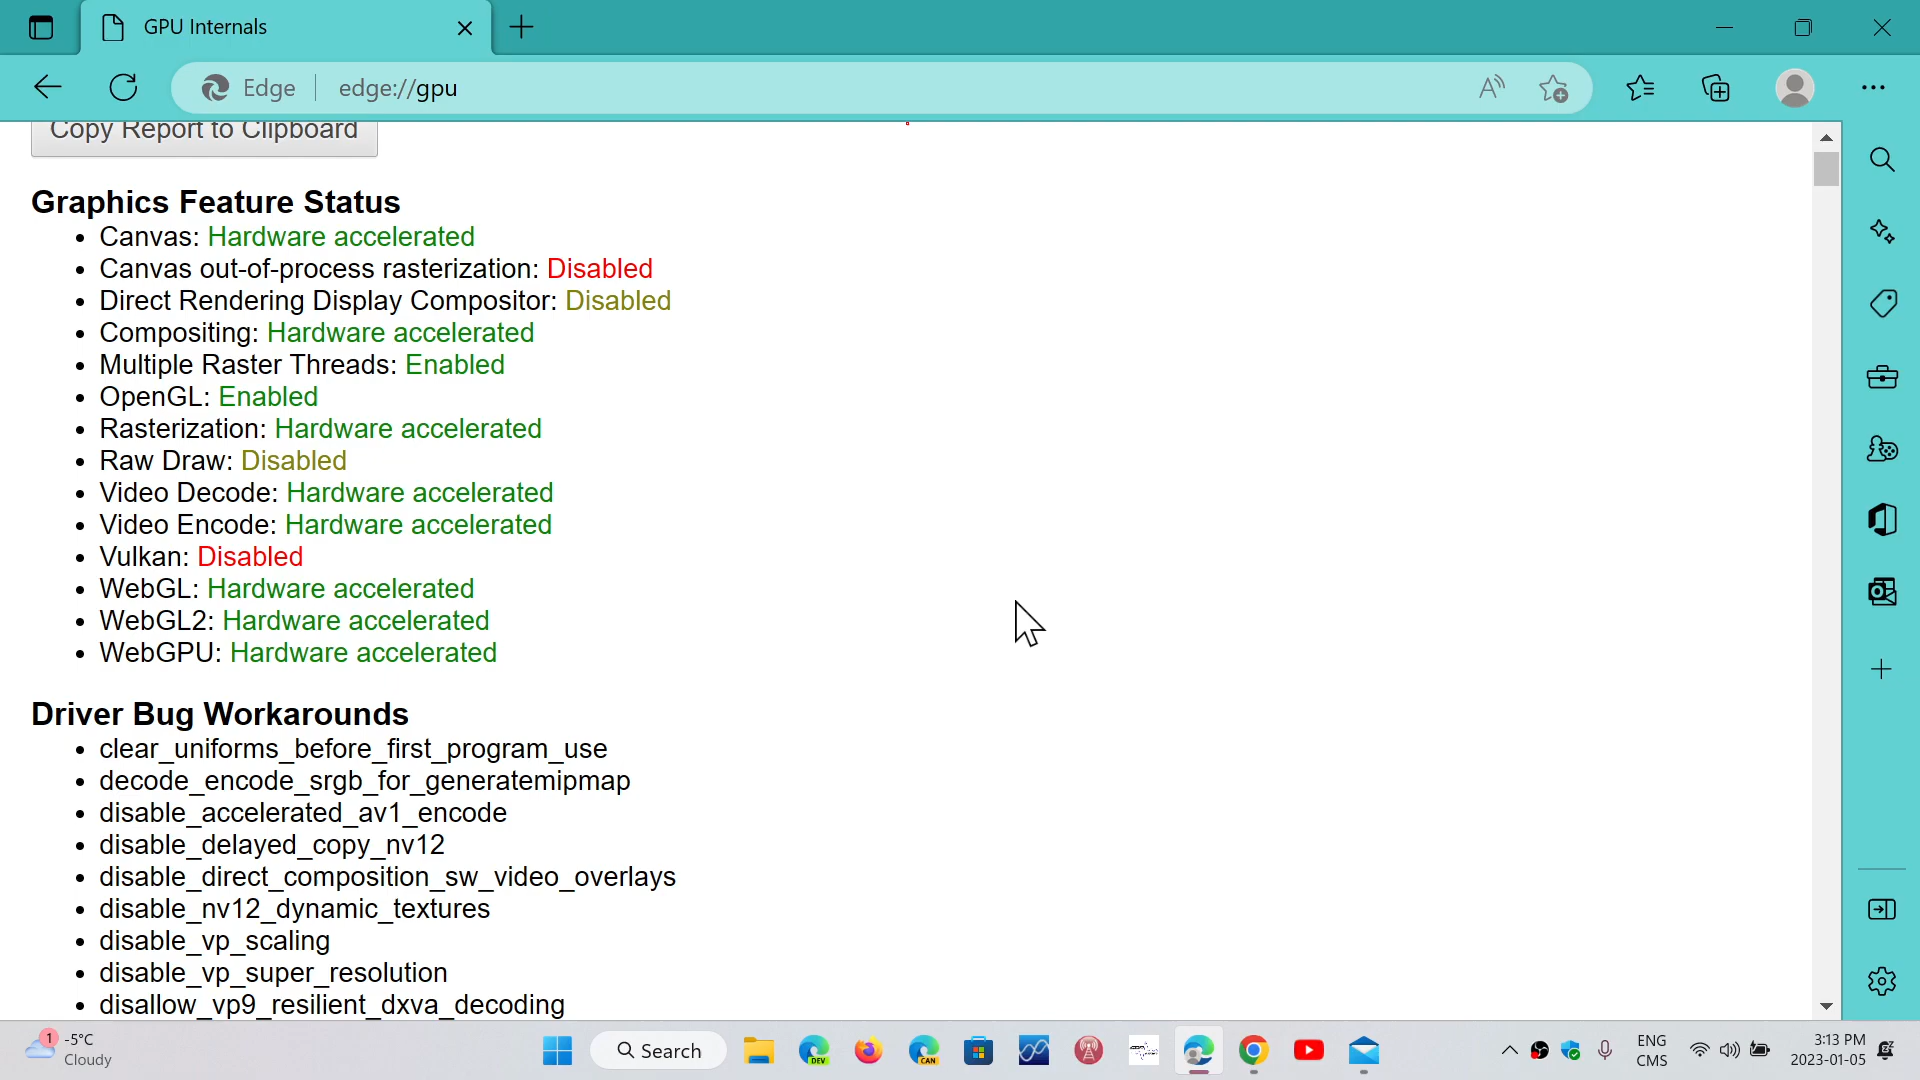 GPU Internals
Edge
edge://gpu
Copy Report to Clipboard
Graphics Feature Status
Canvas: Hardware accelerated
Canvas out-of-process rasterization: Disabled
Direct Rendering Display Compositor: Disabled
Compositing: Hardware accelerated
Multiple Raster Threads: Enabled
OpenGL: Enabled
Rasterization: Hardware accelerated
Raw Draw: Disabled
Video Decode: Hardware accelerated
Video Encode: Hardware accelerated
Vulkan: Disabled
WebGL: Hardware accelerated
WebGL2: Hardware accelerated
WebGPU: Hardware accelerated
Driver Bug Workarounds
clear_uniforms_before_first_program_use
decode_encode_srgb_for_generatemipmap
disable_accelerated_av1_encode
disable_delayed_copy_nv12
disable_direct_composition_sw_video_overlays
disable_nv12_dynamic_textures
disable_vp_scaling
disable_vp_super_resolution
disallow_vp9_resilient_dxva_decoding
1
-5°C
Cloudy
Search
DEV
CAN
ENG
CMS
3:13 PM
2023-01-05